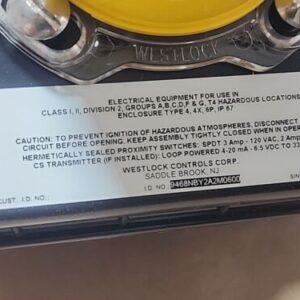 WESTLOCK
ELECTRICAL EQUIPMENT FOR USE IN
CLASS I, II, DIVISION 2, GROUPS A,B,C,D,F & G, T4 HAZARDOUS LOCATIONS
ENCLOSURE TYPE 4, 4X, 6P, IP 67
CAUTION: TO PREVENT IGNITION OF HAZARDOUS ATMOSPHERES, DISCONNECT
CIRCUIT BEFORE OPENING. KEEP ASSEMBLY TIGHTLY CLOSED WHEN IN OPER
HERMETICALLY SEALED PROXIMITY SWITCHES: SPDT 3 Amp - 120 VAC, 2 Amp
CS TRANSMITTER (IF INSTALLED): LOOP POWERED 4-20 mA - 6.5 VDC TO 33
WESTLOCK CONTROLS CORP.
SADDLE BROOK, NJ
CUST. I.D. NO.:
I.D. NO. 9468NBY2A2M0600